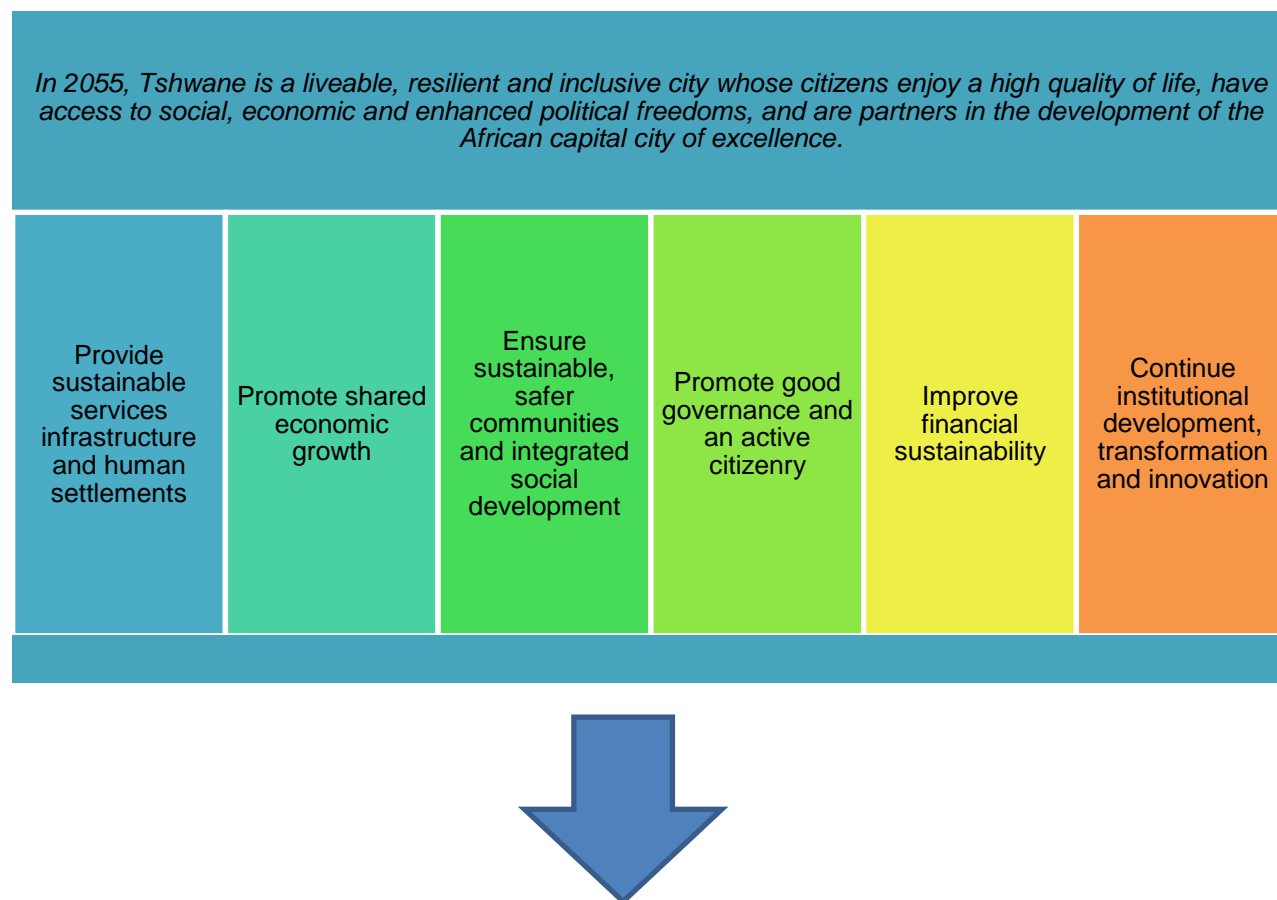 In 2055, Tshwane is a liveable, resilient and inclusive city whose citizens enjoy a high quality of life, have
access to social, economic and enhanced political freedoms, and are partners in the development of the
African capital city of excellence.
Provide
sustainable
services
infrastructure
and human
settlements
Promote shared
economic
growth
Ensure
sustainable,
safer
communities
and integrated
social
development
Promote good
governance and
an active
citizenry
Improve
financial
sustainability
Continue
institutional
development,
transformation
and innovation